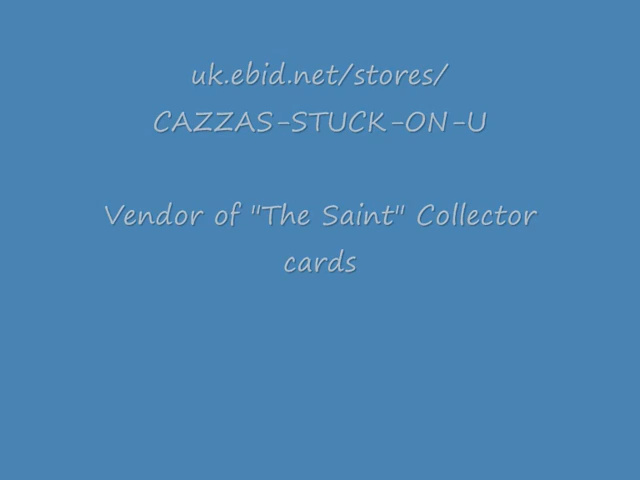 uk.ebid.net/stores/
CAZZAS-STUCK-ON-U
Vendor of "The Saint" Collector
cards